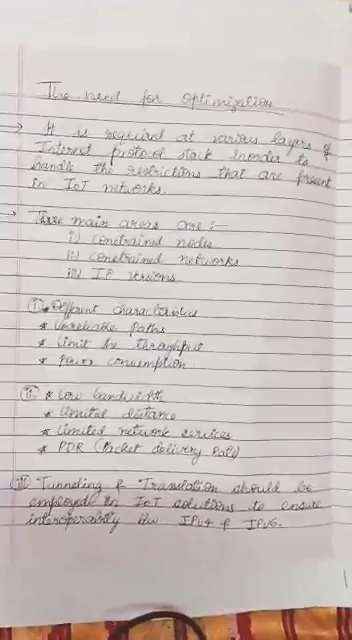 The need for optimization
→ It is required at various layers of
Internet protocol stack inorder to
handle the restrictions that are present
in IoT networks.
→ Three main areas are :-
i) constrained nodes
ii) constrained networks
iii) IP versions
(i) * Different characteristics
* Unreliable paths
* Limit the throughput
* Power consumption
(ii) * Low bandwidth
* Limited distance
* Limited network services
* PDR (Packet delivery Rate)
(iii) Tunneling & Translation should be
employed in IoT solutions to ensure
interoperability b/w IPv4 & IPv6.